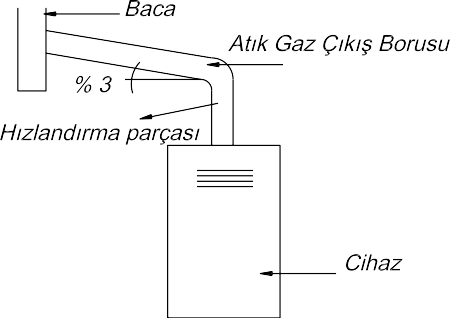 Baca
Atık Gaz Çıkış Borusu
% 3
Hızlandırma parçası
Cihaz